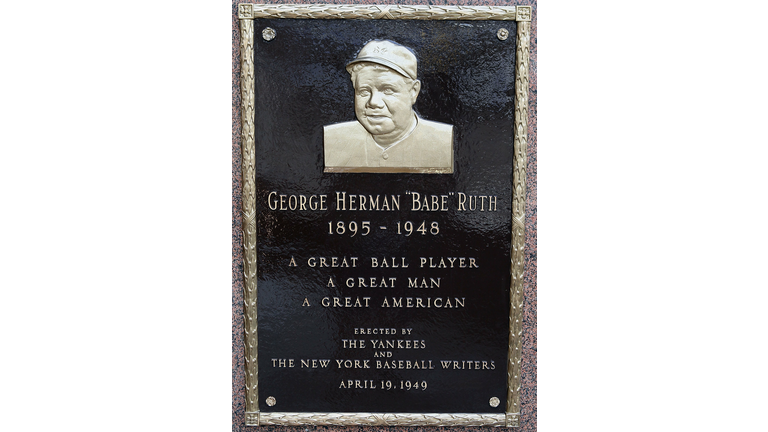 GEORGE HERMAN "BABE" RUTH
1895 - 1948
A GREAT BALL PLAYER
A GREAT MAN
A GREAT AMERICAN
ERECTED BY
THE YANKEES
AND
THE NEW YORK BASEBALL WRITERS
APRIL 19, 1949